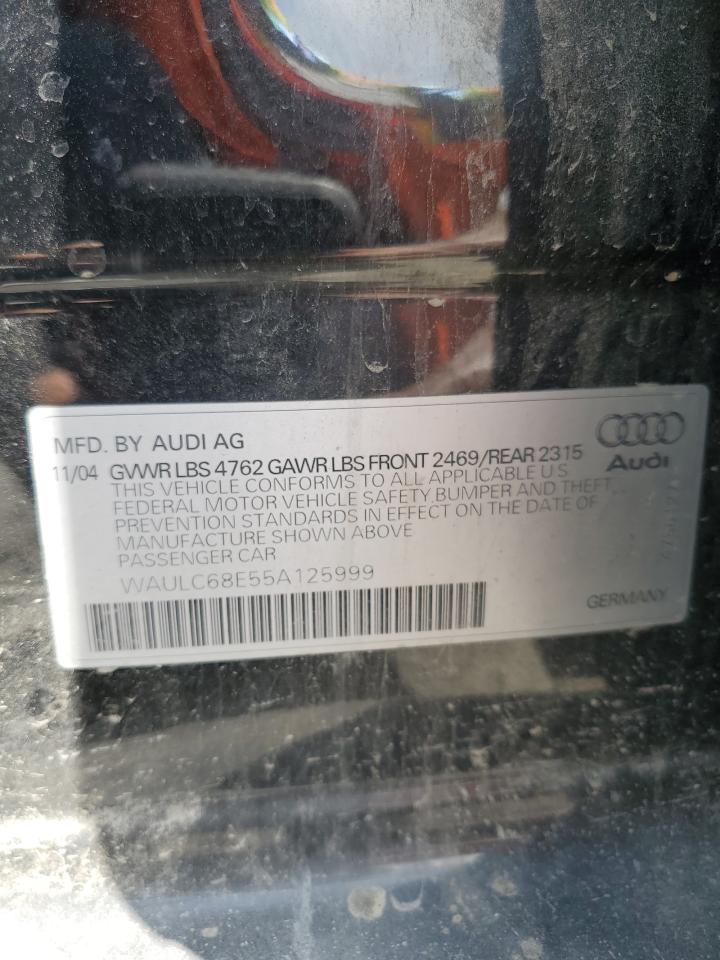 MFD. BY AUDI AG
11/04 GVWR LBS 4762 GAWR LBS FRONT 2469/REAR 2315
THIS VEHICLE CONFORMS TO ALL APPLICABLE U.S.
FEDERAL MOTOR VEHICLE SAFETY BUMPER AND THEFT
PREVENTION STANDARDS IN EFFECT ON THE DATE OF
MANUFACTURE SHOWN ABOVE
PASSENGER CAR
WAULC68E55A125999
Audi
GERMANY